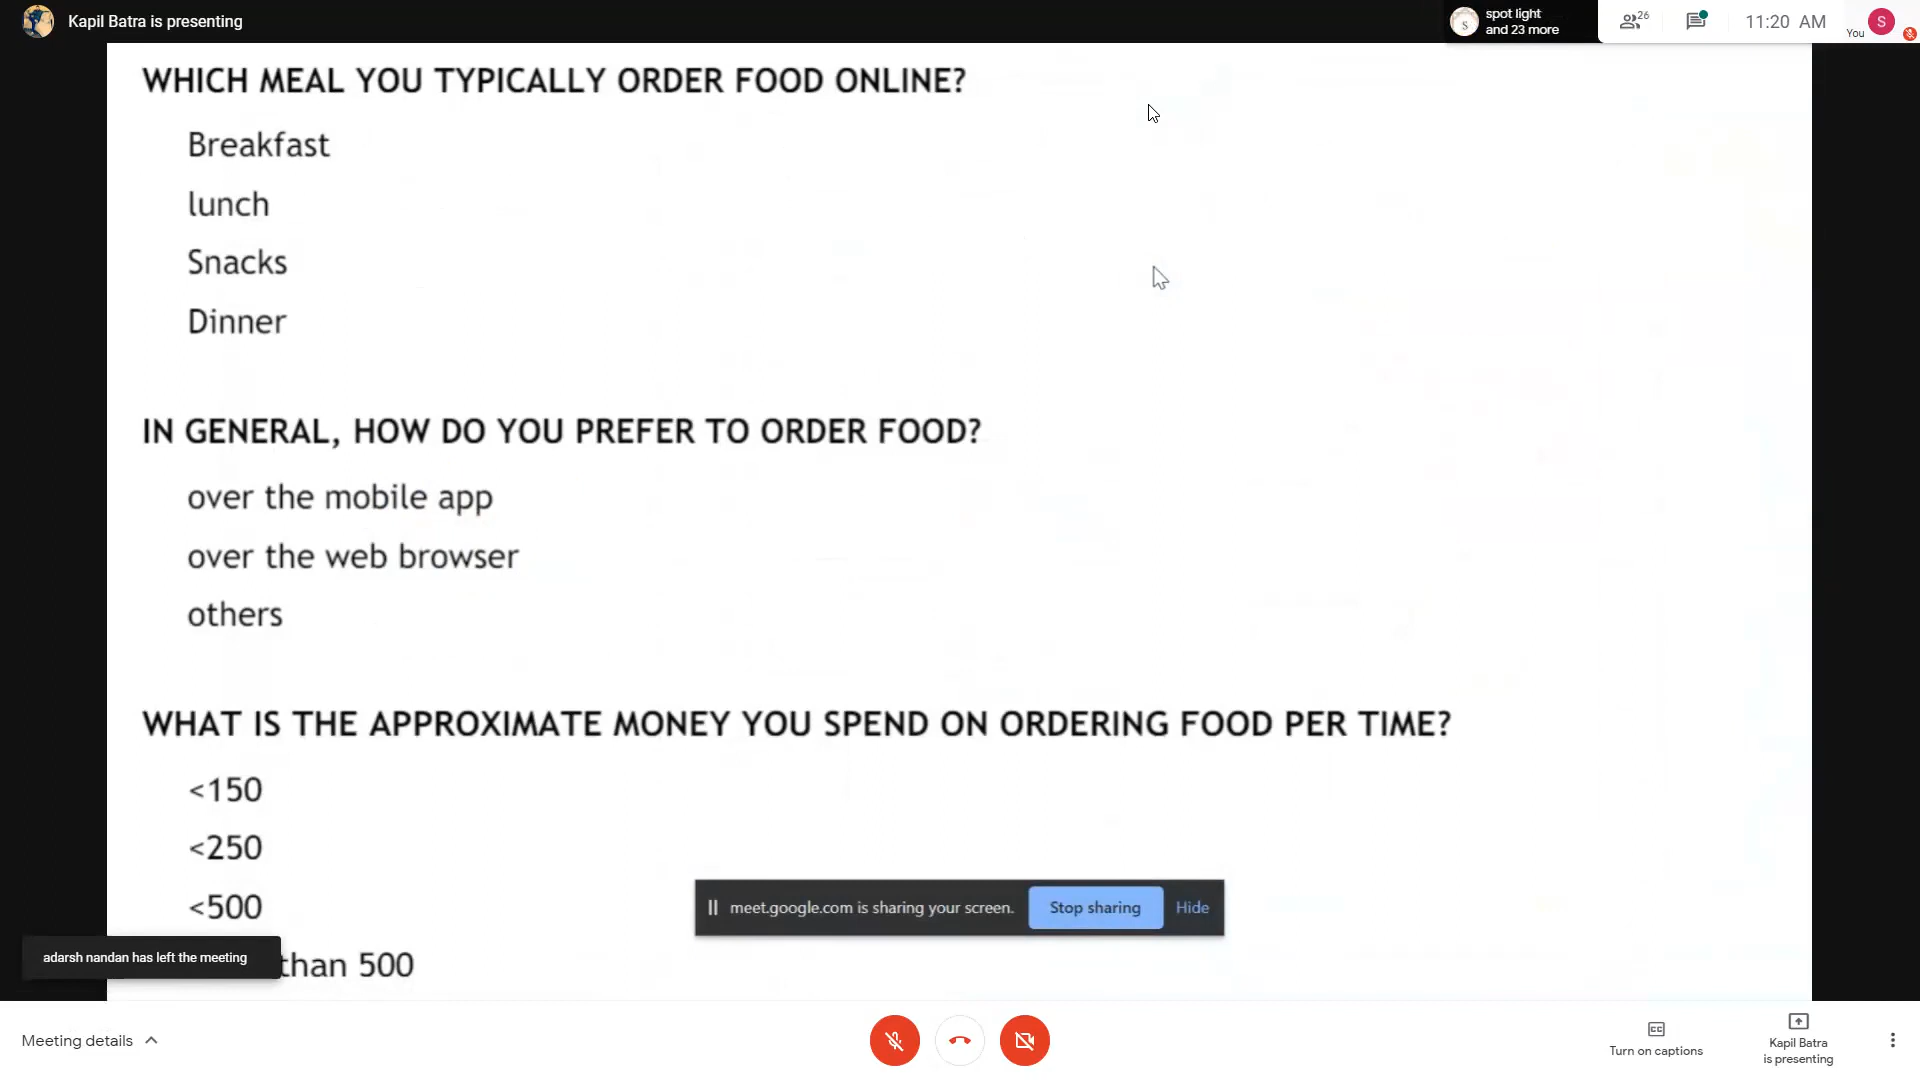 Kapil Batra is presenting
spot light
and 23 more
26
11:20 AM
You
S
S
WHICH MEAL YOU TYPICALLY ORDER FOOD ONLINE?
Breakfast
lunch
Snacks
Dinner
IN GENERAL, HOW DO YOU PREFER TO ORDER FOOD?
over the mobile app
over the web browser
others
WHAT IS THE APPROXIMATE MONEY YOU SPEND ON ORDERING FOOD PER TIME?
<150
<250
<500
than 500
meet.google.com is sharing your screen.
Stop sharing
Hide
adarsh nandan has left the meeting
Meeting details
Turn on captions
Kapil Batra
is presenting